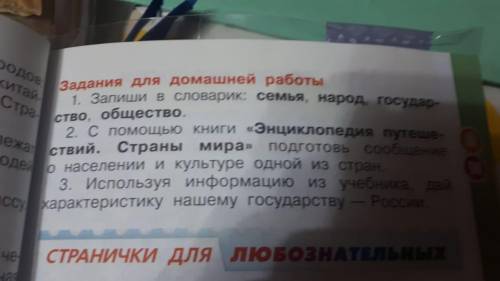 Задания для домашней работы
1. Запиши в словарик: семья, народ, государ-
ство, общество.
2. С помощью книги «Энциклопедия путеше-
ствий. Страны мира» подготовь сообщение
о населении и культуре одной из стран.
3. Используя информацию из учебника, дай
характеристику нашему государству — России.
СТРАНИЧКИ ДЛЯ ЛЮБОЗНАТЕЛЬНЫХ